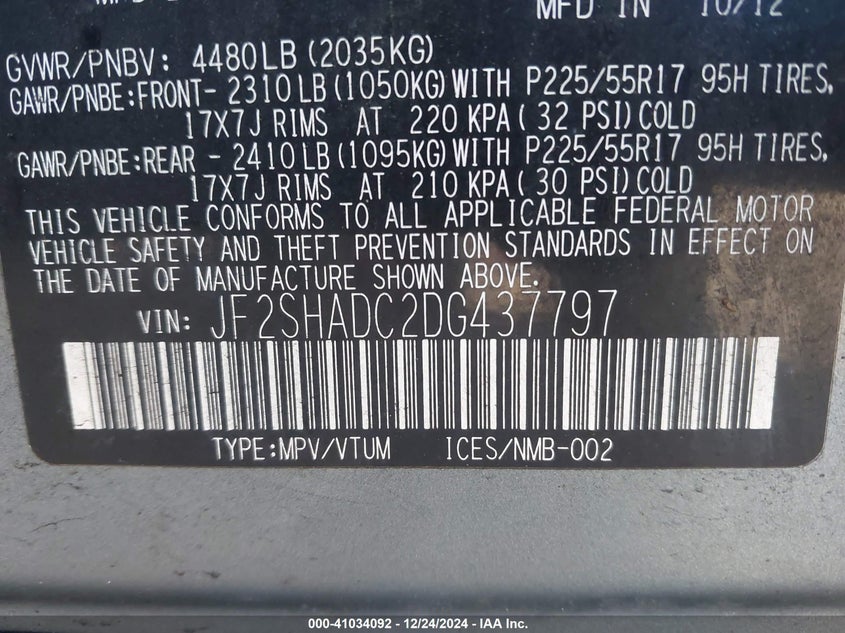 MFD IN 10/12
GVWR/PNBV: 4480LB (2035KG)
GAWR/PNBE:FRONT- 2310LB (1050KG) WITH P225/55R17 95H TIRES,
17X7J RIMS AT 220 KPA( 32 PSI) COLD
GAWR/PNBE:REAR - 2410LB (1095KG) WITH P225/55R17 95H TIRES,
17X7J RIMS AT 210 KPA( 30 PSI) COLD
THIS VEHICLE CONFORMS TO ALL APPLICABLE FEDERAL MOTOR
VEHICLE SAFETY AND THEFT PREVENTION STANDARDS IN EFFECT ON
THE DATE OF MANUFACTURE SHOWN ABOVE.
VIN: JF2SHADC2DG437797
TYPE:MPV/VTUM ICES/NMB-002
000-41034092 - 12/24/2024 - IAA Inc.